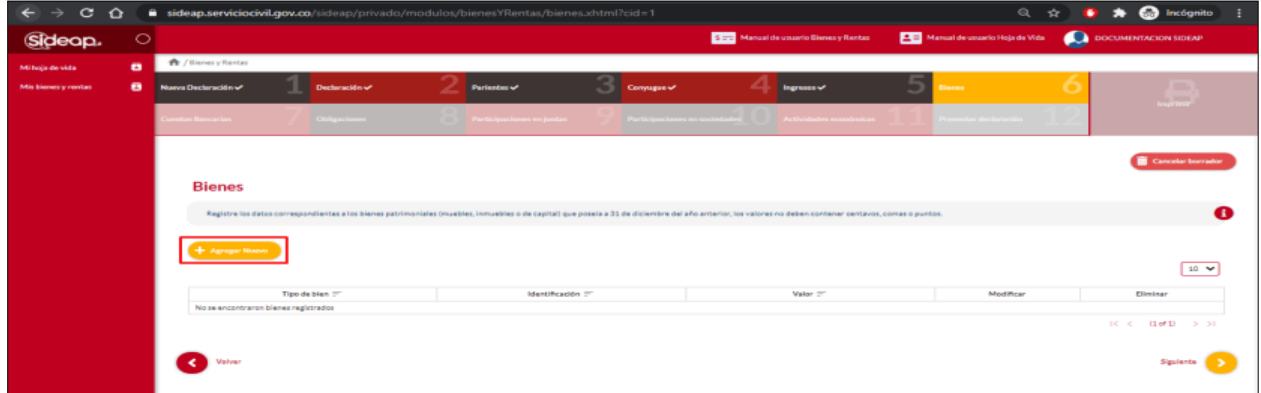 sideap.serviciocivil.gov.co/sideap/privado/modulos/bienesYRentas/bienes.xhtml?cid=1
Incógnito
Sideap.
Manual de usuario Bienes y Rentas
Manual de usuario Hoja de Vida
DOCUMENTACION SIDEAP
Mi hoja de vida
Mis bienes y rentas
/ Bienes y Rentas
Nueva Declaración 1
Declaración 2
Parientes 3
Conyuges 4
Ingresos 5
Bienes 6
Imprimir
Cuentas Bancarias 7
Obligaciones 8
Participaciones en juntas 9
Participaciones en sociedades 10
Actividades económicas 11
Presentar declaración 12
Cancelar borrador
Bienes
Registre los datos correspondientes a los bienes patrimoniales (muebles, inmuebles o de capital) que poseía a 31 de diciembre del año anterior, los valores no deben contener centavos, comas o puntos.
+ Agregar Nuevo
10
Tipo de bien Identificación Valor Modificar Eliminar
No se encontraron bienes registrados
(1 of 1)
Volver
Siguiente